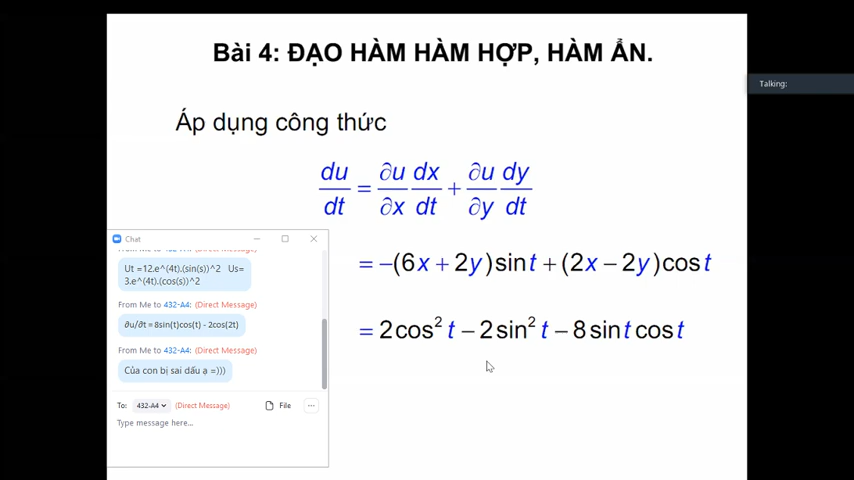 Bài 4: ĐẠO HÀM HÀM HỢP, HÀM ẨN.
Talking:
Áp dụng công thức
du/dt = ∂u/∂x dx/dt + ∂u/∂y dy/dt
= -(6x + 2y)sin t + (2x − 2y)cos t
= 2cos² t − 2sin² t − 8 sin t cos t
Chat
Ut =12.e^(4t).(sin(s))^2 Us=
3.e^(4t).(cos(s))^2
From Me to 432-A4: (Direct Message)
∂u/∂t = 8sin(t)cos(t) - 2cos(2t)
From Me to 432-A4: (Direct Message)
Của con bị sai dấu ạ =)))
To: 432-A4 (Direct Message) File ...
Type message here...